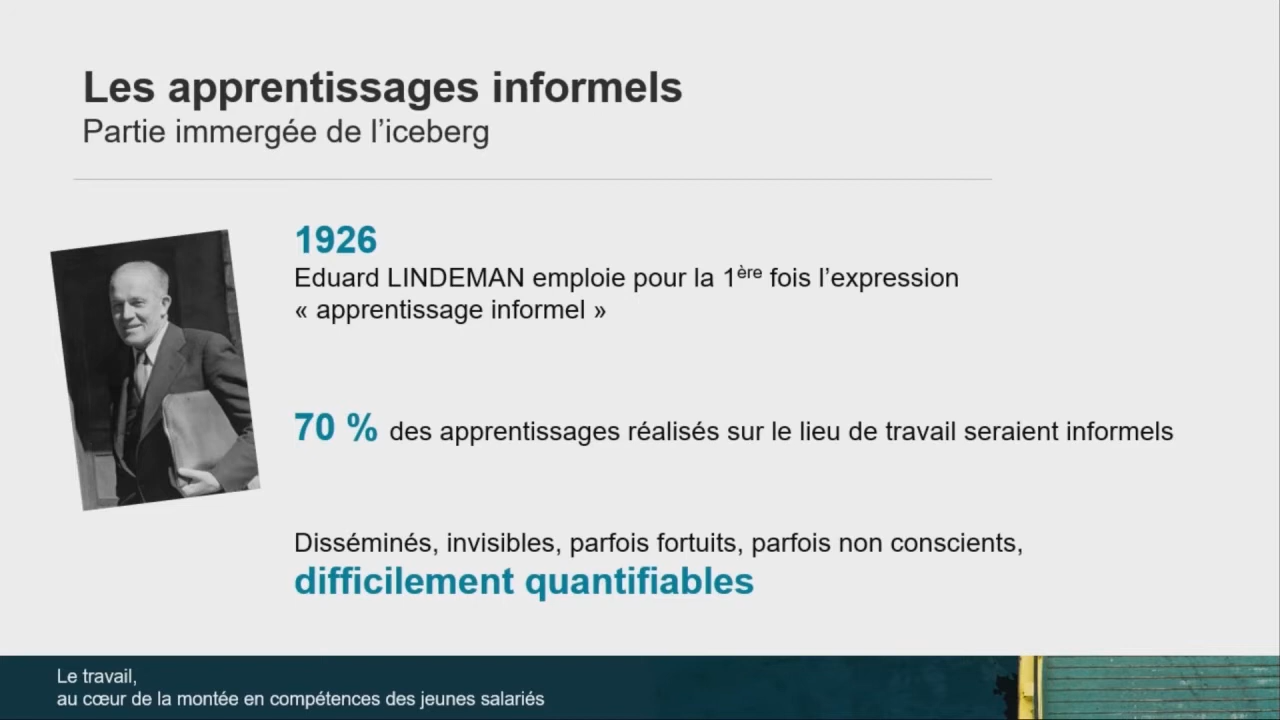 Les apprentissages informels
Partie immergée de l’iceberg
1926
Eduard LINDEMAN emploie pour la 1ère fois l’expression
« apprentissage informel »
70 % des apprentissages réalisés sur le lieu de travail seraient informels
Disséminés, invisibles, parfois fortuits, parfois non conscients,
difficilement quantifiables
Le travail,
au cœur de la montée en compétences des jeunes salariés